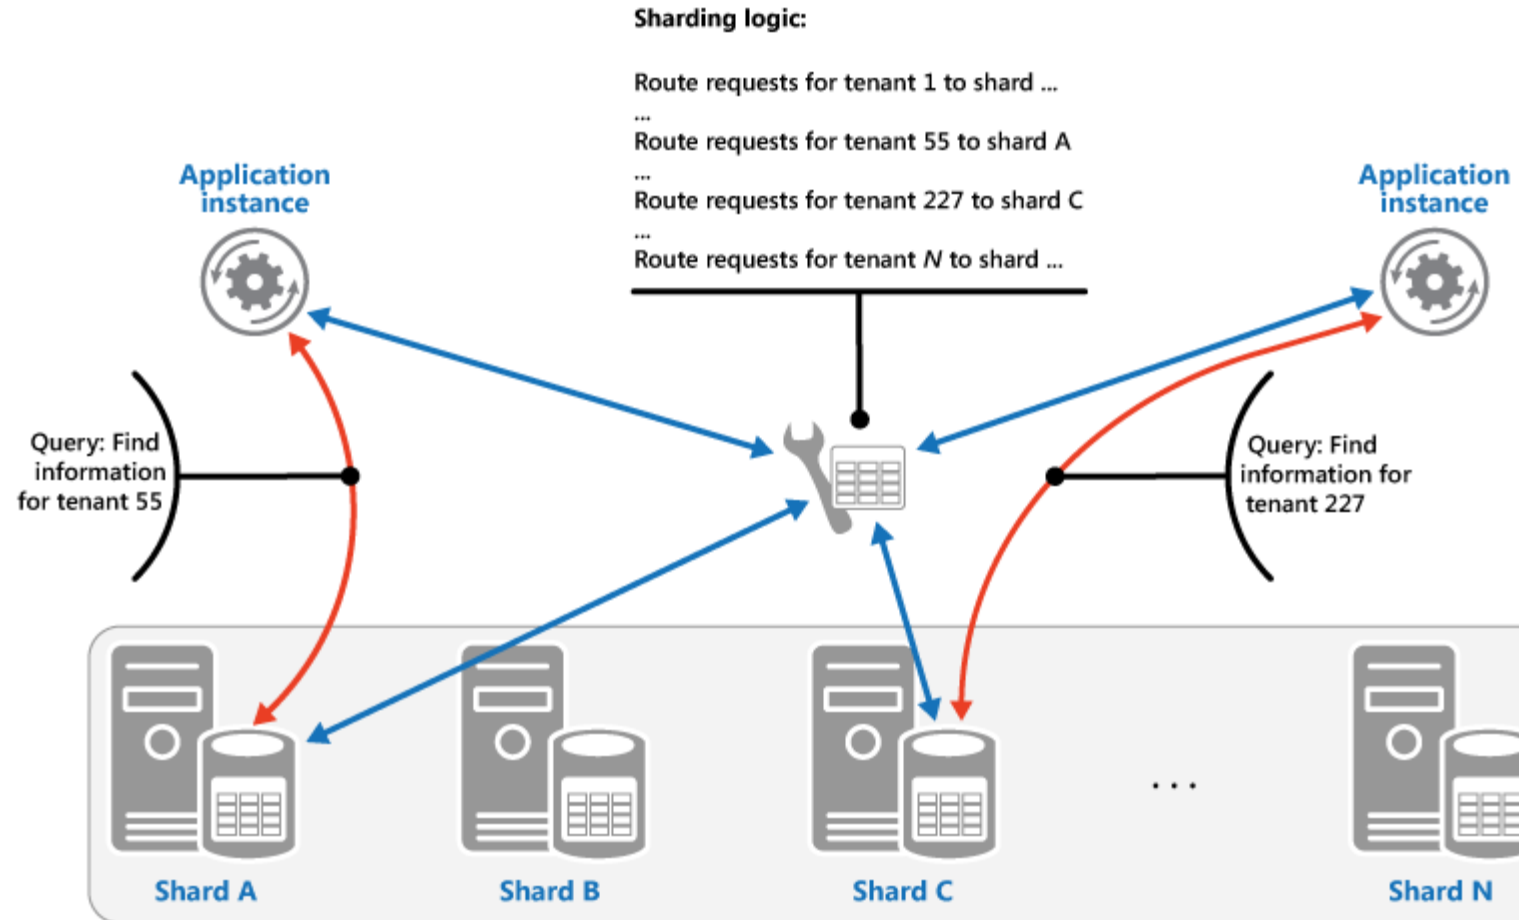 Sharding logic:
Route requests for tenant 1 to shard ...
...
Route requests for tenant 55 to shard A
...
Route requests for tenant 227 to shard C
...
Route requests for tenant N to shard ...
Application
instance
Application
instance
Query: Find
information
for tenant 55
Query: Find
information for
tenant 227
...
Shard A
Shard B
Shard C
Shard N